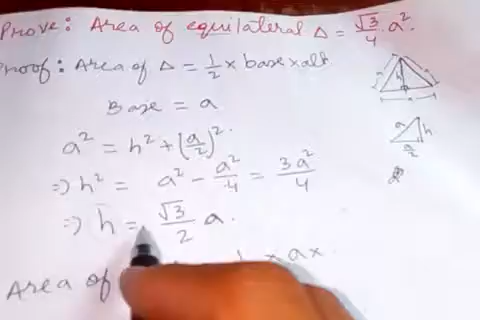 Prove: Area of equilateral Δ = √3/4 . a².
Proof: Area of Δ = 1/2 × base × alt
Base = a
a² = h² + (a/2)².
⇒ h² = a² - a²/4 = 3a²/4
⇒ h = √3/2 a.
Area of × a ×
a a h a
h a/2